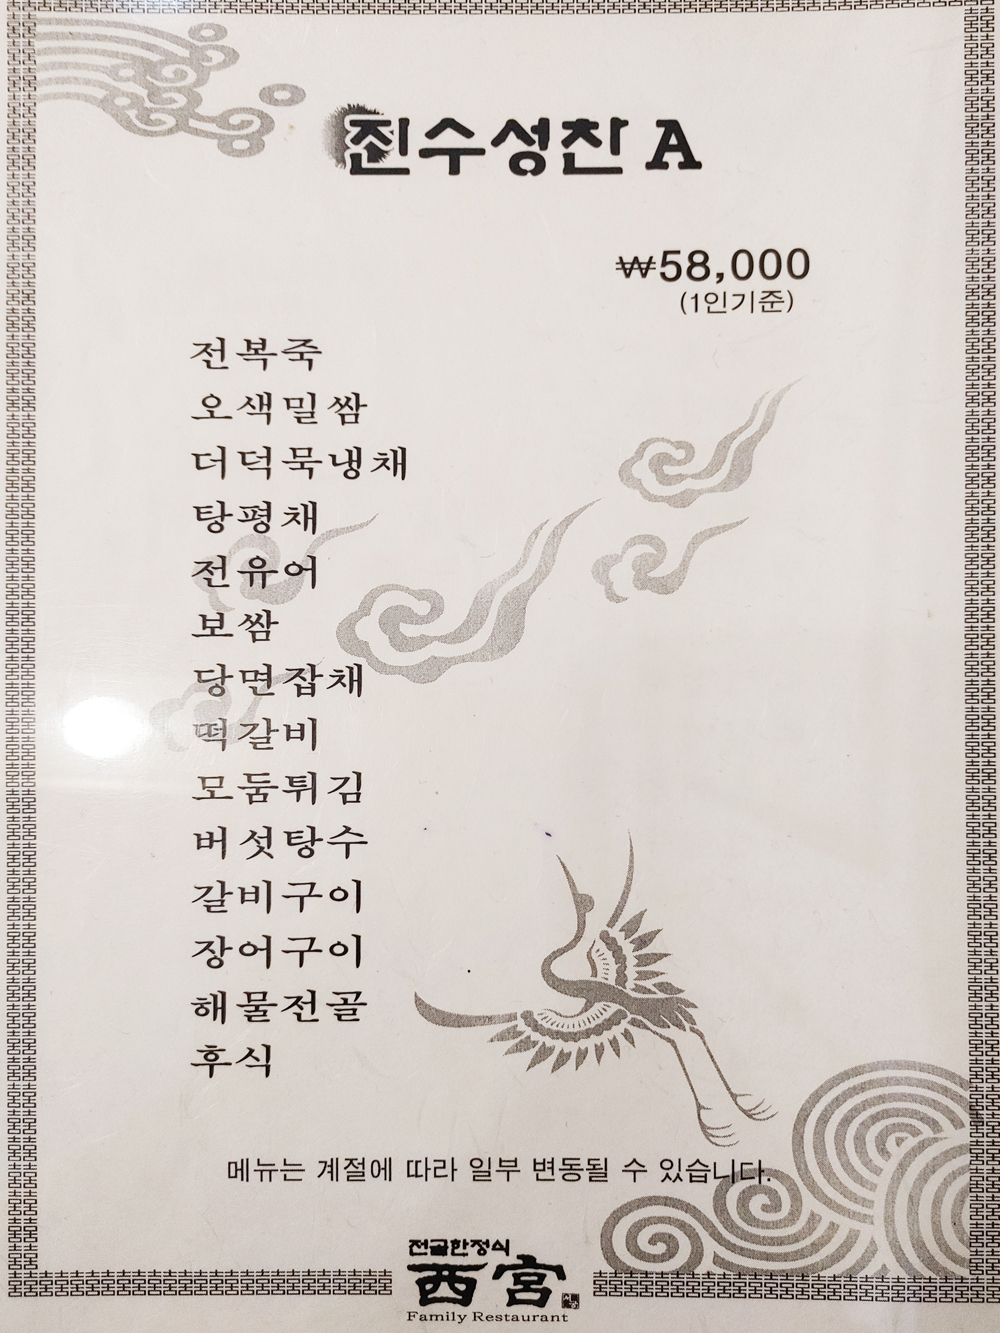 진수성찬 A
₩58,000
(1인기준)
전복죽
오색밀쌈
더덕묵냉채
탕평채
전유어
보쌈
당면잡채
떡갈비
모둠튀김
버섯탕수
갈비구이
장어구이
해물전골
후식
메뉴는 계절에 따라 일부 변동될 수 있습니다.
전골한정식
西宮
Family Restaurant